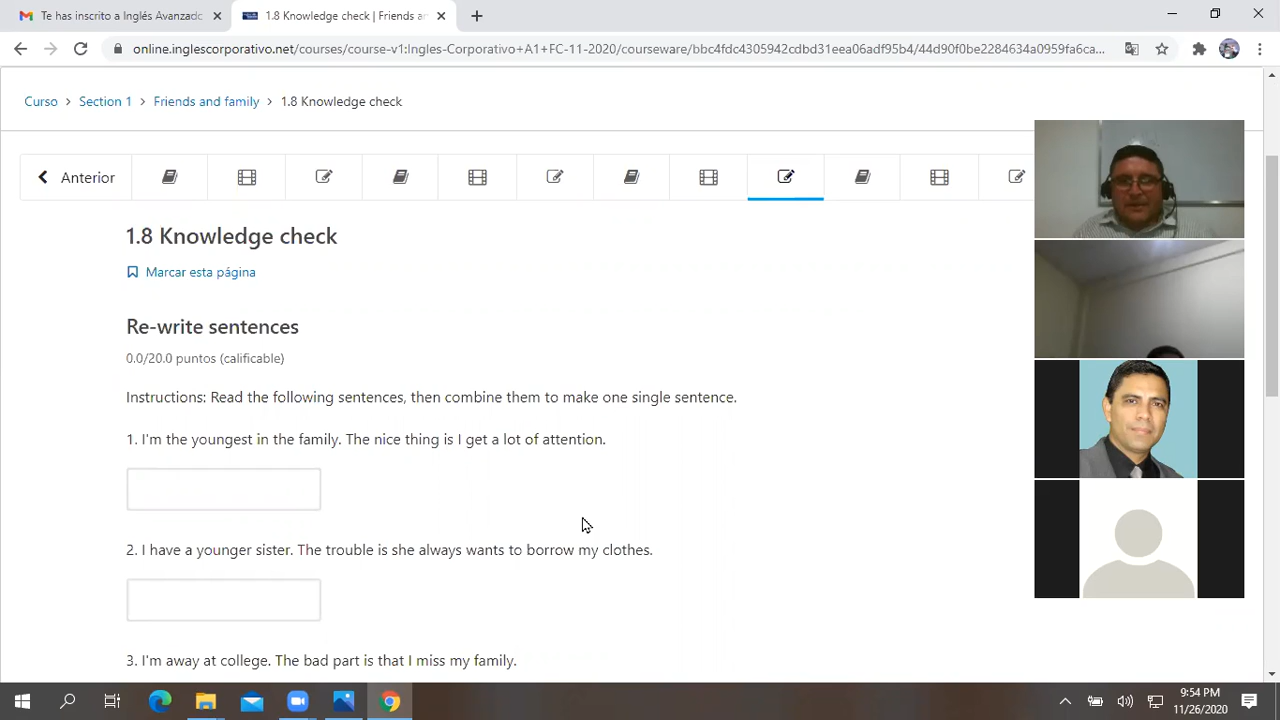 Te has inscrito a Inglés Avanzado
1.8 Knowledge check | Friends an
online.inglescorporativo.net/courses/course-v1:Ingles-Corporativo+A1+FC-11-2020/courseware/bbc4fdc4305942cdbd31eea06adf95b4/44d90f0be2284634a0959fa6ca...
Curso > Section 1 > Friends and family > 1.8 Knowledge check
Anterior
1.8 Knowledge check
Marcar esta página
Re-write sentences
0.0/20.0 puntos (calificable)
Instructions: Read the following sentences, then combine them to make one single sentence.
1. I'm the youngest in the family. The nice thing is I get a lot of attention.
2. I have a younger sister. The trouble is she always wants to borrow my clothes.
3. I'm away at college. The bad part is that I miss my family.
9:54 PM
11/26/2020